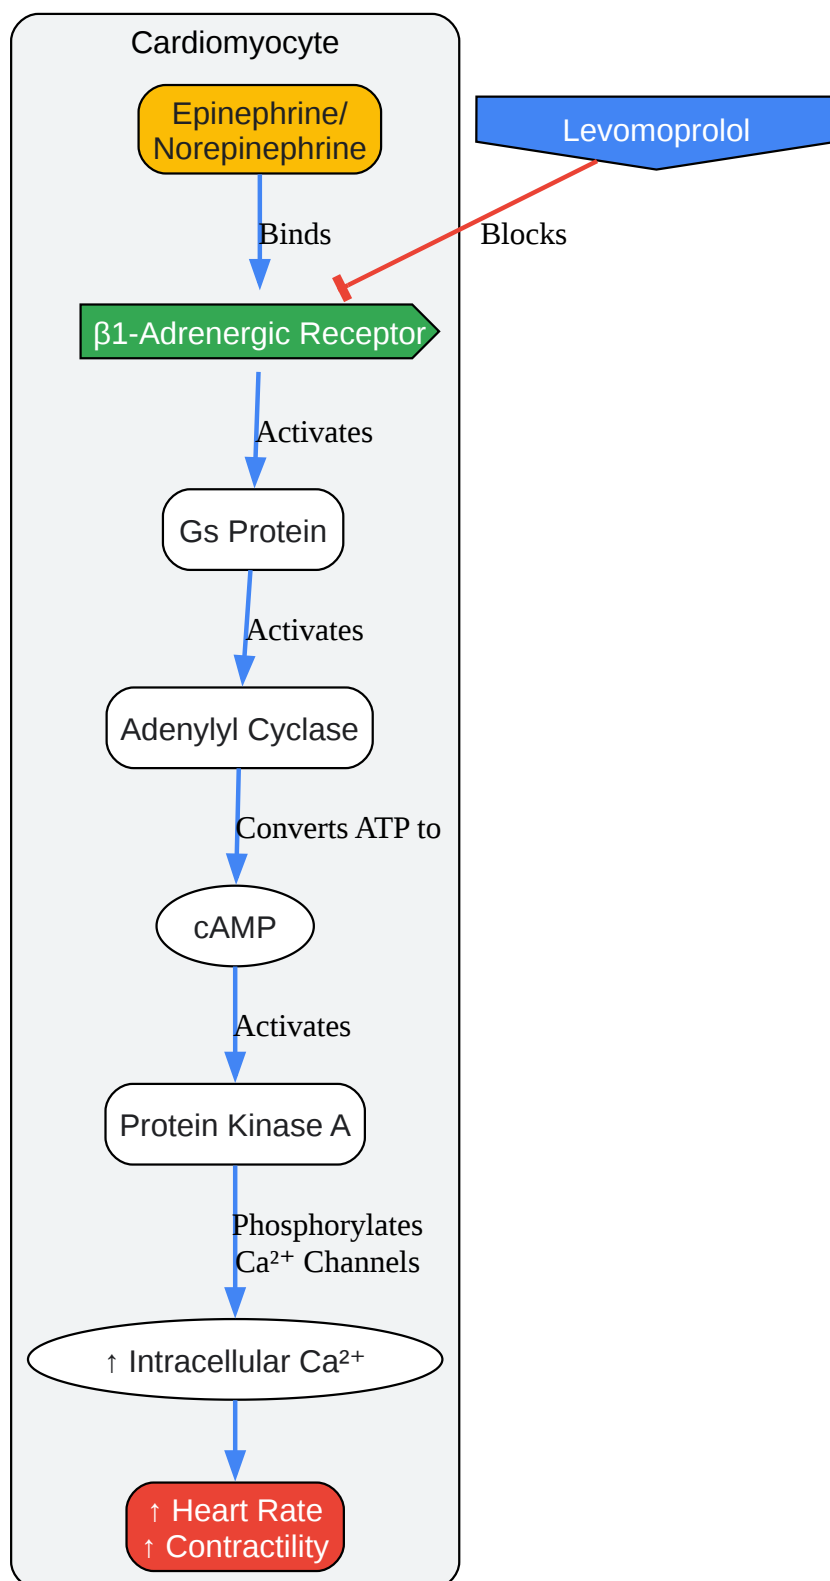 Cardiomyocyte
Epinephrine/
Norepinephrine
Levomoprolol
Binds
Blocks
β1-Adrenergic Receptor
Activates
Gs Protein
Activates
Adenylyl Cyclase
Converts ATP to
cAMP
Activates
Protein Kinase A
Phosphorylates
Ca²⁺ Channels
↑ Intracellular Ca²⁺
↑ Heart Rate
↑ Contractility